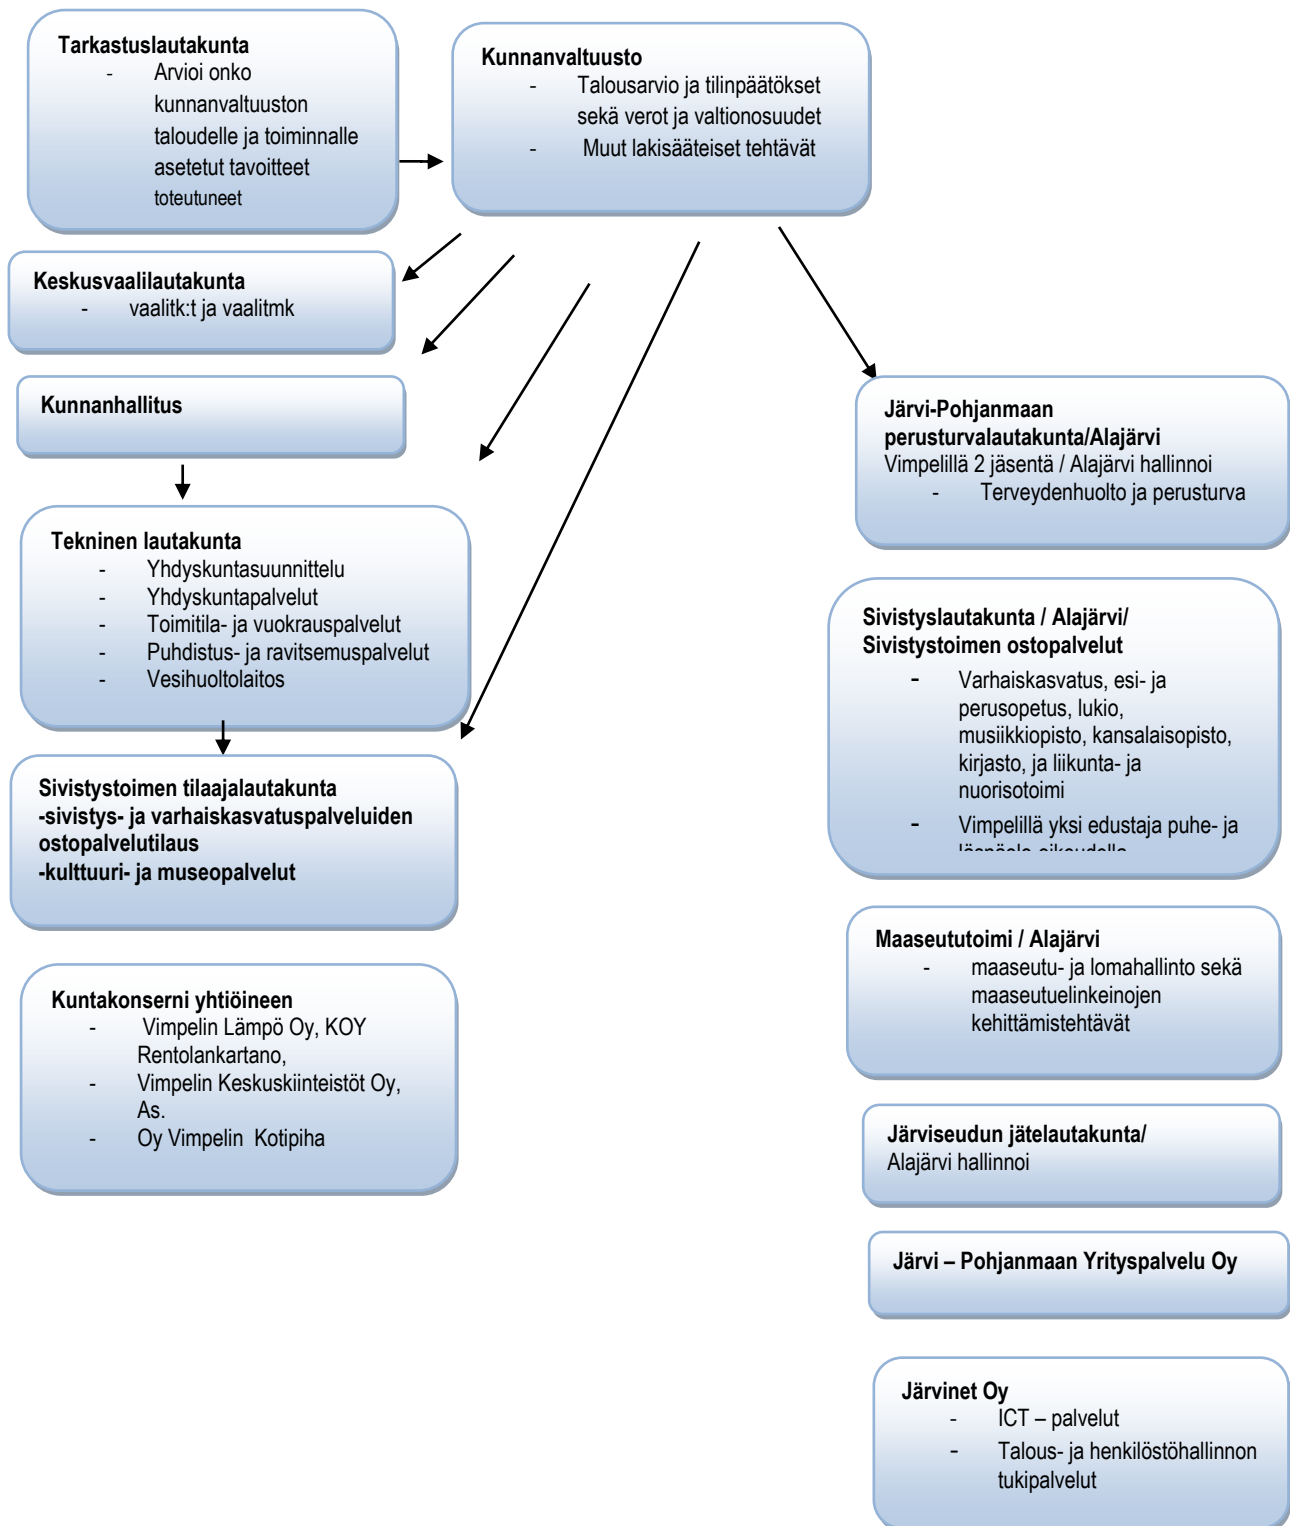 Tarkastuslautakunta
- Arvioi onko
kunnanvaltuuston
taloudelle ja toiminnalle
asetetut tavoitteet
toteutuneet
Kunnanvaltuusto
- Talousarvio ja tilinpäätökset
sekä verot ja valtionosuudet
- Muut lakisääteiset tehtävät
Keskusvaalilautakunta
- vaalitk:t ja vaalitmk
Kunnanhallitus
Tekninen lautakunta
- Yhdyskuntasuunnittelu
- Yhdyskuntapalvelut
- Toimitila- ja vuokrauspalvelut
- Puhdistus- ja ravitsemuspalvelut
- Vesihuoltolaitos
Sivistystoimen tilaajalautakunta
-sivistys- ja varhaiskasvatuspalveluiden
ostopalvelutilaus
-kulttuuri- ja museopalvelut
Kuntakonserni yhtiöineen
- Vimpelin Lämpö Oy, KOY
Rentolankartano,
- Vimpelin Keskuskiinteistöt Oy,
As.
- Oy Vimpelin Kotipiha
Järvi-Pohjanmaan
perusturvalautakunta/Alajärvi
Vimpelillä 2 jäsentä / Alajärvi hallinnoi
- Terveydenhuolto ja perusturva
Sivistyslautakunta / Alajärvi/
Sivistystoimen ostopalvelut
- Varhaiskasvatus, esi- ja
perusopetus, lukio,
musiikkiopisto, kansalaisopisto,
kirjasto, ja liikunta- ja
nuorisotoimi
- Vimpelillä yksi edustaja puhe- ja
läsnäolo-oikeudella
Maaseututoimi / Alajärvi
- maaseutu- ja lomahallinto sekä
maaseutuelinkeinojen
kehittämistehtävät
Järviseudun jätelautakunta/
Alajärvi hallinnoi
Järvi – Pohjanmaan Yrityspalvelu Oy
Järvinet Oy
- ICT – palvelut
- Talous- ja henkilöstöhallinnon
tukipalvelut